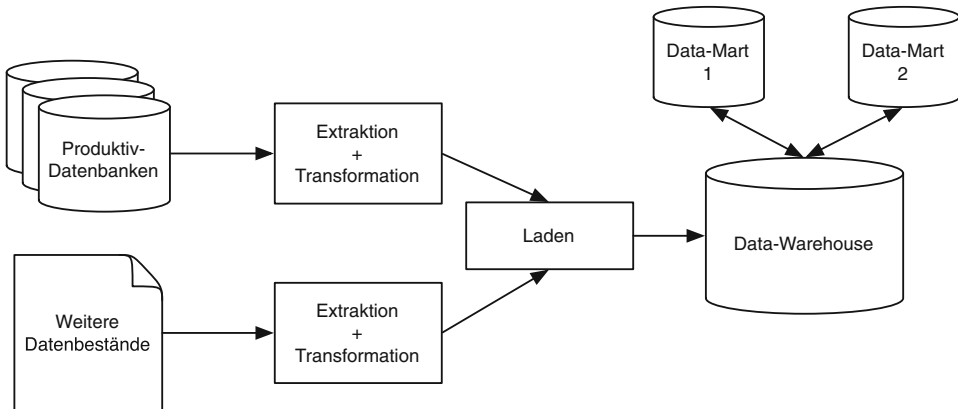 Produktiv-
Datenbanken
Extraktion
+
Transformation
Weitere
Datenbestände
Extraktion
+
Transformation
Laden
Data-Mart
1
Data-Mart
2
Data-Warehouse